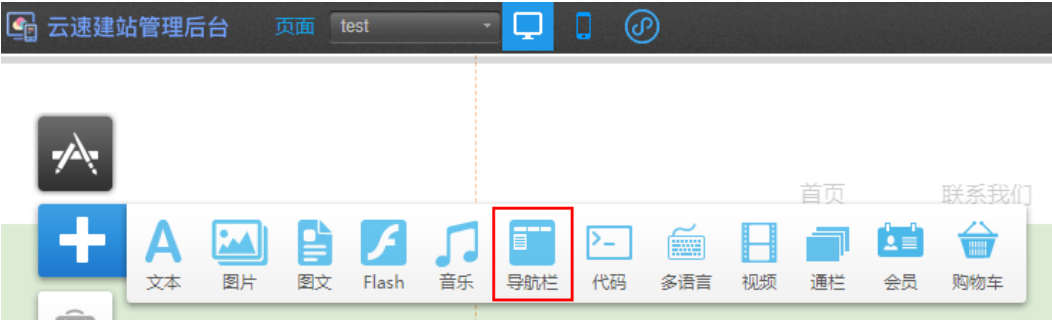 云速建站管理后台 页面 test
首页 联系我们
文本 图片 图文 Flash 音乐 导航栏 代码 多语言 视频 通栏 会员 购物车